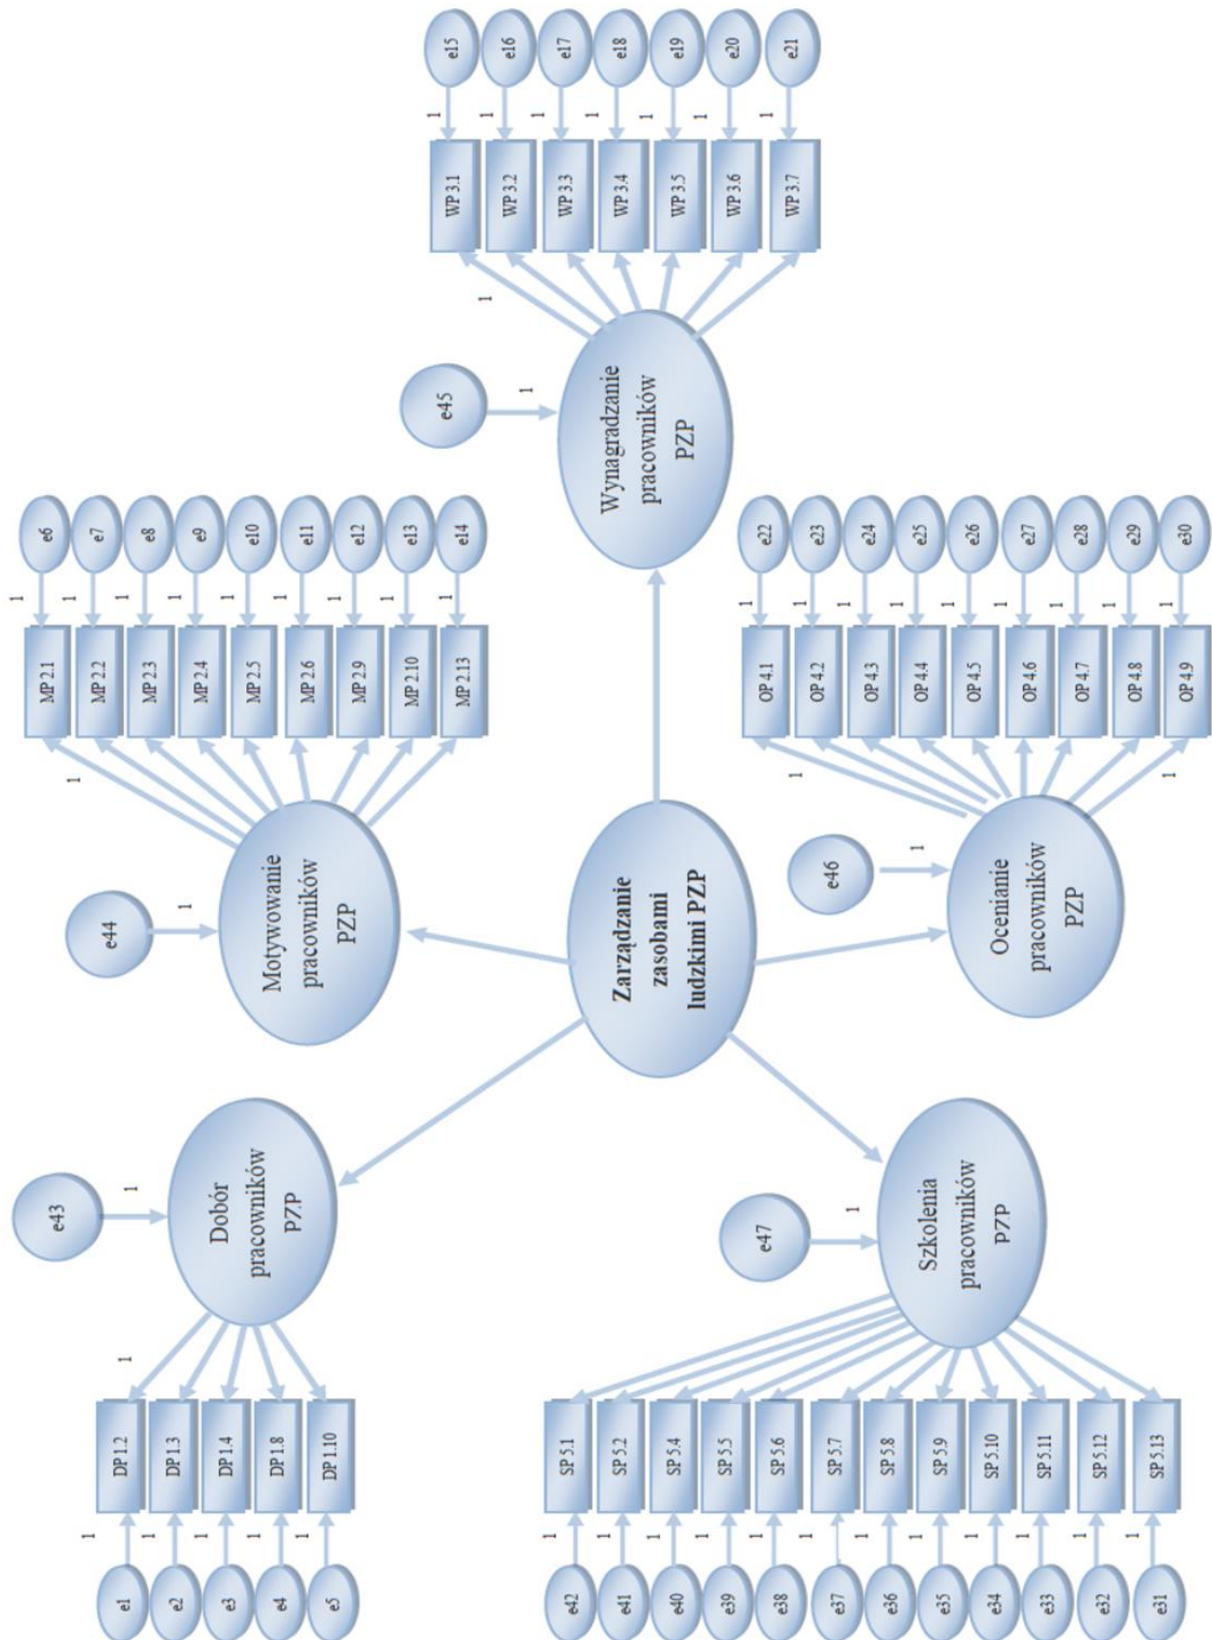 e1
1
DP 1.2
e2
1
DP 1.3
e3
1
DP 1.4
e4
1
DP 1.8
e5
1
DP 1.10
1
e43
1
Dobór
pracowników
PZP
e44
1
Motywowanie
pracowników
PZP
1
MP 2.1
1
e6
MP 2.2
1
e7
MP 2.3
1
e8
MP 2.4
1
e9
MP 2.5
1
e10
MP 2.6
1
e11
MP 2.9
1
e12
MP 2.10
1
e13
MP 2.13
1
e14
e45
1
Wynagradzanie
pracowników
PZP
1
WP 3.1
1
e15
WP 3.2
1
e16
WP 3.3
1
e17
WP 3.4
1
e18
WP 3.5
1
e19
WP 3.6
1
e20
WP 3.7
1
e21
Zarządzanie
zasobami
ludzkimi PZP
e42
1
SP 5.1
e41
1
SP 5.2
e40
1
SP 5.4
e39
1
SP 5.5
e38
1
SP 5.6
e37
1
SP 5.7
e36
1
SP 5.8
e35
1
SP 5.9
e34
1
SP 5.10
e33
1
SP 5.11
e32
1
SP 5.12
e31
1
SP 5.13
e47
1
Szkolenia
pracowników
PZP
e46
1
Ocenianie
pracowników
PZP
1
1
OP 4.1
1
e22
OP 4.2
1
e23
OP 4.3
1
e24
OP 4.4
1
e25
OP 4.5
1
e26
OP 4.6
1
e27
OP 4.7
1
e28
OP 4.8
1
e29
OP 4.9
1
e30